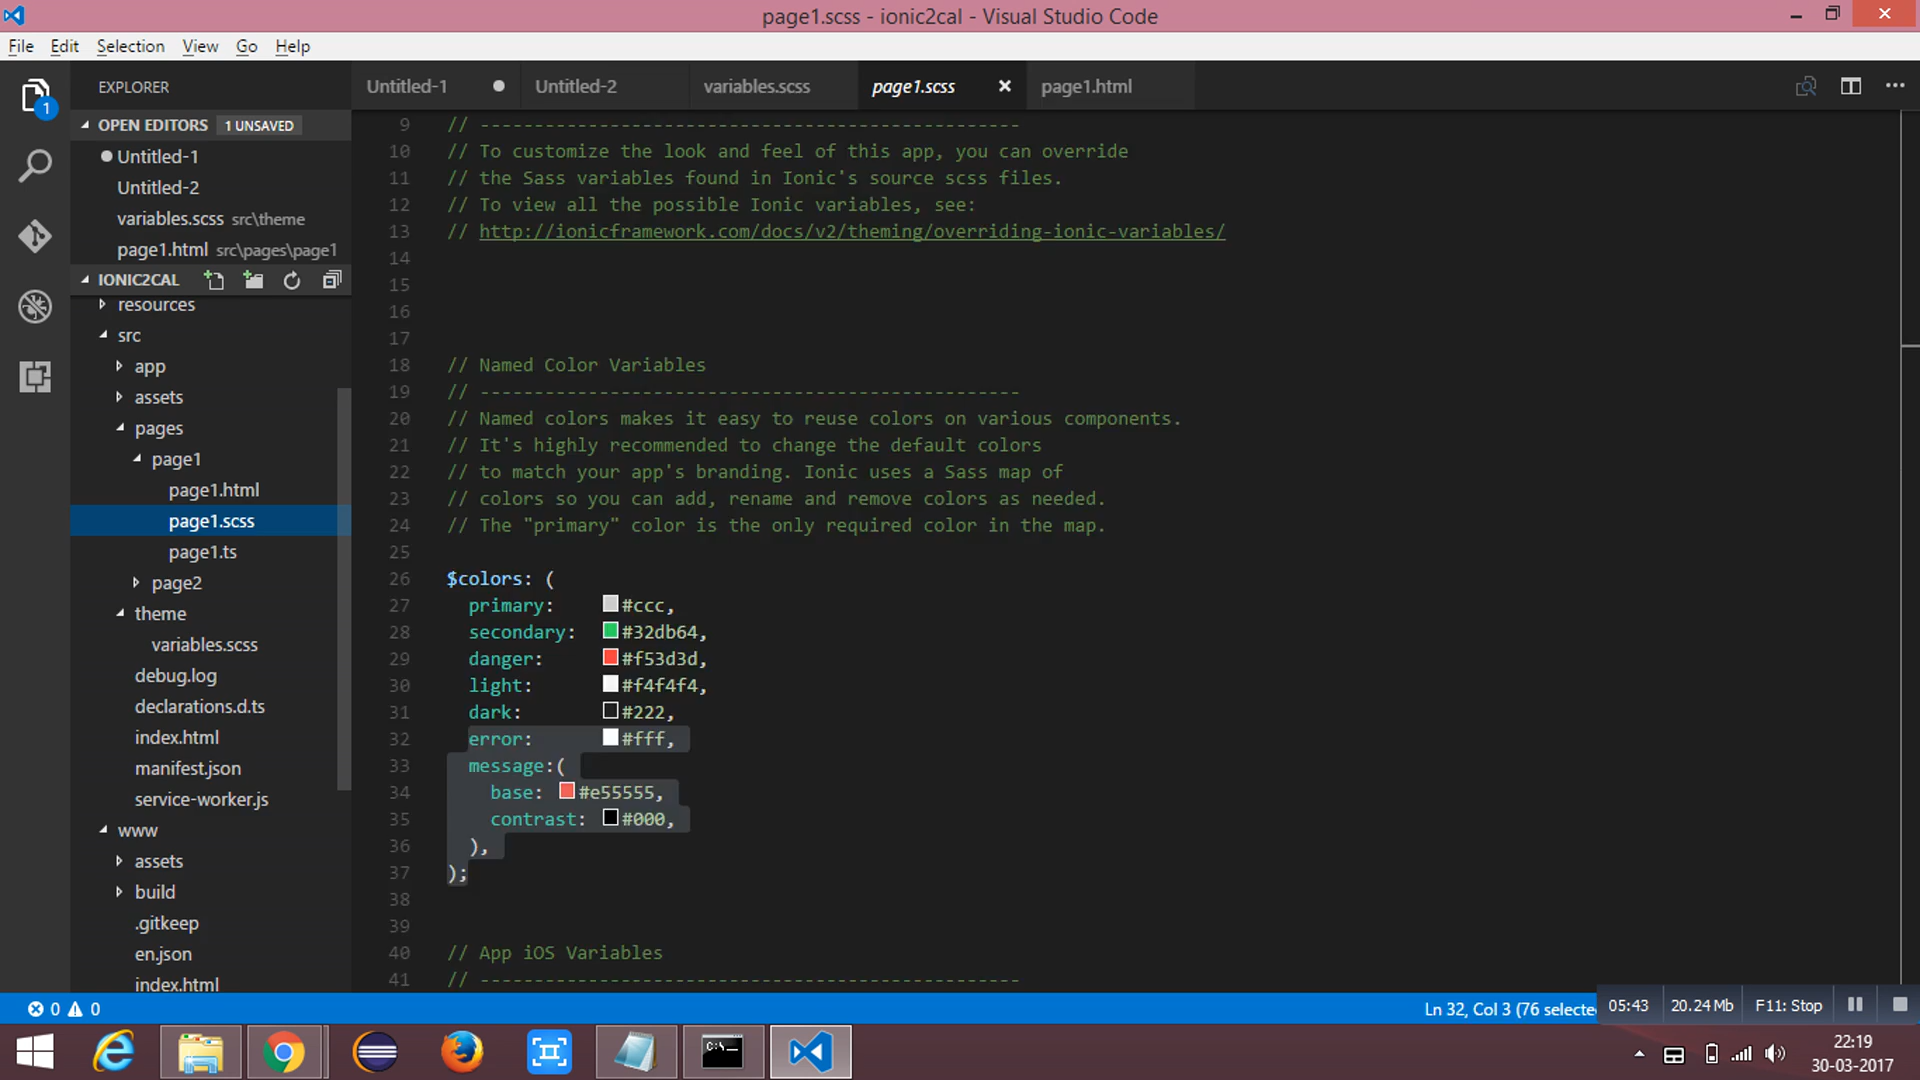 page1.scss - ionic2cal - Visual Studio Code
File Edit Selection View Go Help
EXPLORER
Untitled-1 Untitled-2 variables.scss page1.scss page1.html
1
OPEN EDITORS 1 UNSAVED
Untitled-1
Untitled-2
variables.scss src\theme
page1.html src\pages\page1
IONIC2CAL
resources
src
app
assets
pages
page1
page1.html
page1.scss
page1.ts
page2
theme
variables.scss
debug.log
declarations.d.ts
index.html
manifest.json
service-worker.js
www
assets
build
.gitkeep
en.json
index.html
9 // --------------------------------------------------
10 // To customize the look and feel of this app, you can override
11 // the Sass variables found in Ionic's source scss files.
12 // To view all the possible Ionic variables, see:
13 // http://ionicframework.com/docs/v2/theming/overriding-ionic-variables/
14
15
16
17
18 // Named Color Variables
19 // --------------------------------------------------
20 // Named colors makes it easy to reuse colors on various components.
21 // It's highly recommended to change the default colors
22 // to match your app's branding. Ionic uses a Sass map of
23 // colors so you can add, rename and remove colors as needed.
24 // The "primary" color is the only required color in the map.
25
26 $colors: (
27 primary: #ccc,
28 secondary: #32db64,
29 danger: #f53d3d,
30 light: #f4f4f4,
31 dark: #222,
32 error: #fff,
33 message:(
34 base: #e55555,
35 contrast: #000,
36 ),
37 );
38
39
40 // App iOS Variables
41 // --------------------------------------------------
0 0
Ln 32, Col 3 (76 selecte
05:43 20.24 Mb F11: Stop
22:19
30-03-2017